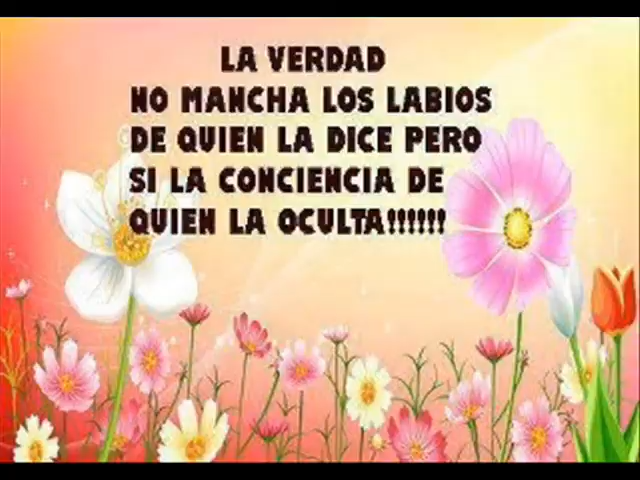 LA VERDAD
NO MANCHA LOS LABIOS
DE QUIEN LA DICE PERO
SI LA CONCIENCIA DE
QUIEN LA OCULTA!!!!!!